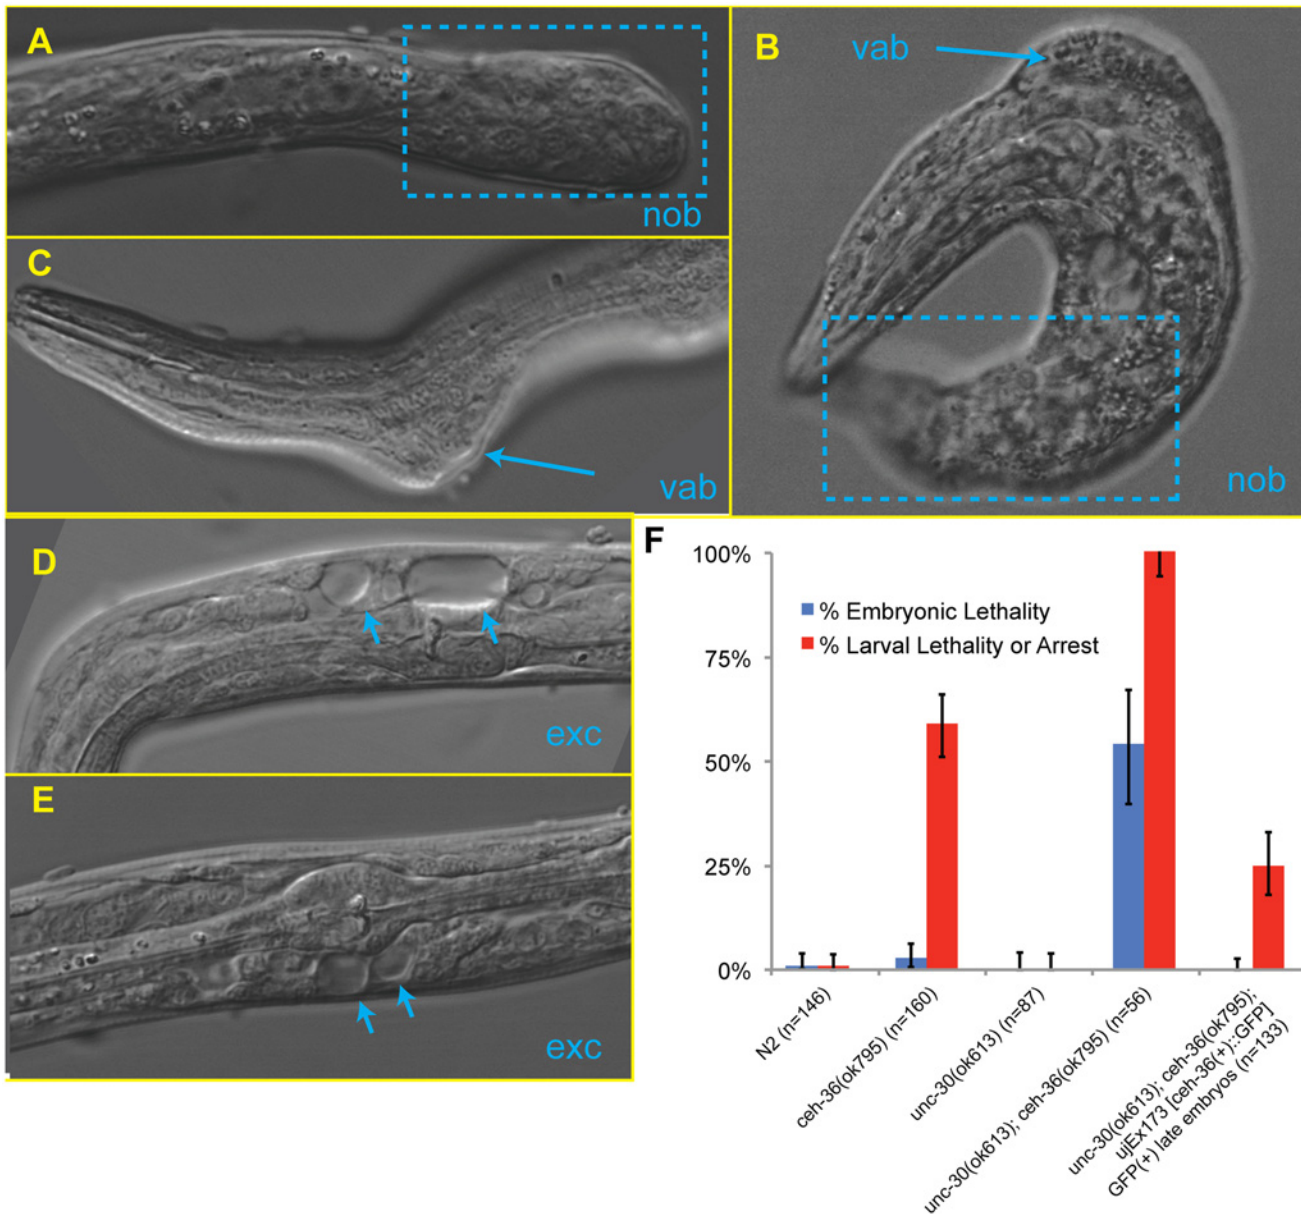 A
nob
B
vab
nob
C
vab
D
exc
E
exc
F
100%
75%
50%
25%
0%
% Embryonic Lethality
% Larval Lethality or Arrest
N2 (n=146)
ceh-36(ok795) (n=160)
unc-30(ok613) (n=87)
unc-30(ok613); ceh-36(ok795) (n=56)
unc-30(ok613); ceh-36(ok795);
ujEx173 [ceh-36(+)::GFP]
GFP(+) late embryos (n=133)